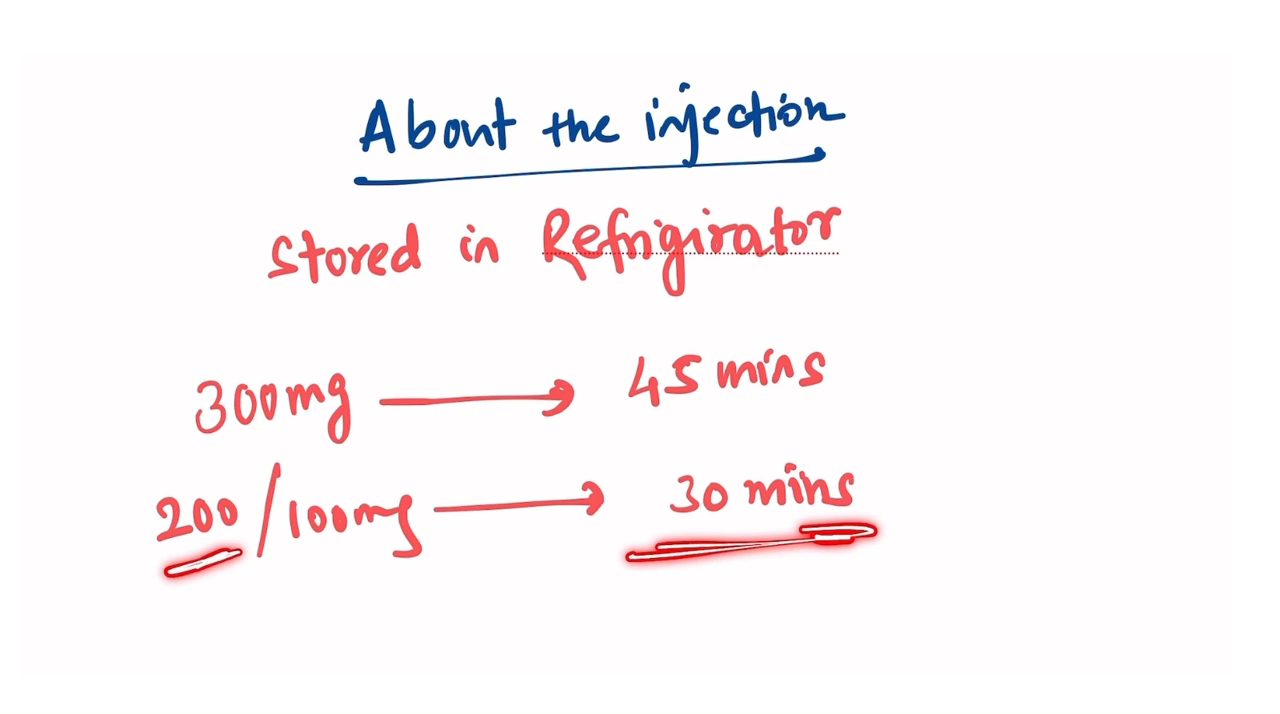 About the injection
Stored in Refrigirator
300mg → 45 mins
200/100mg → 30 mins